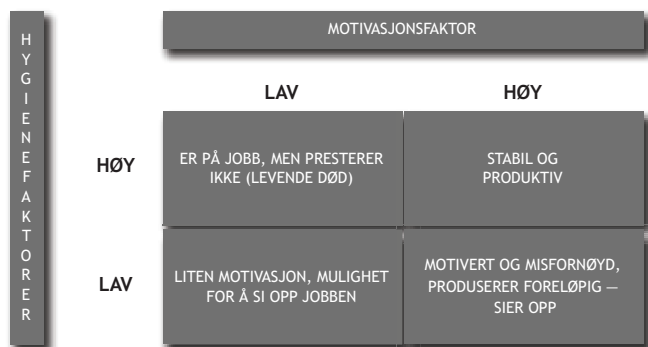 HYGIENEFAKTORER
MOTIVASJONSFAKTOR
LAV
HØY
HØY
ER PÅ JOBB, MEN PRESTERER
IKKE (LEVENDE DØD)
STABIL OG
PRODUKTIV
LAV
LITEN MOTIVASJON, MULIGHET
FOR Å SI OPP JOBBEN
MOTIVERT OG MISFORNØYD,
PRODUSERER FORELØPIG —
SIER OPP